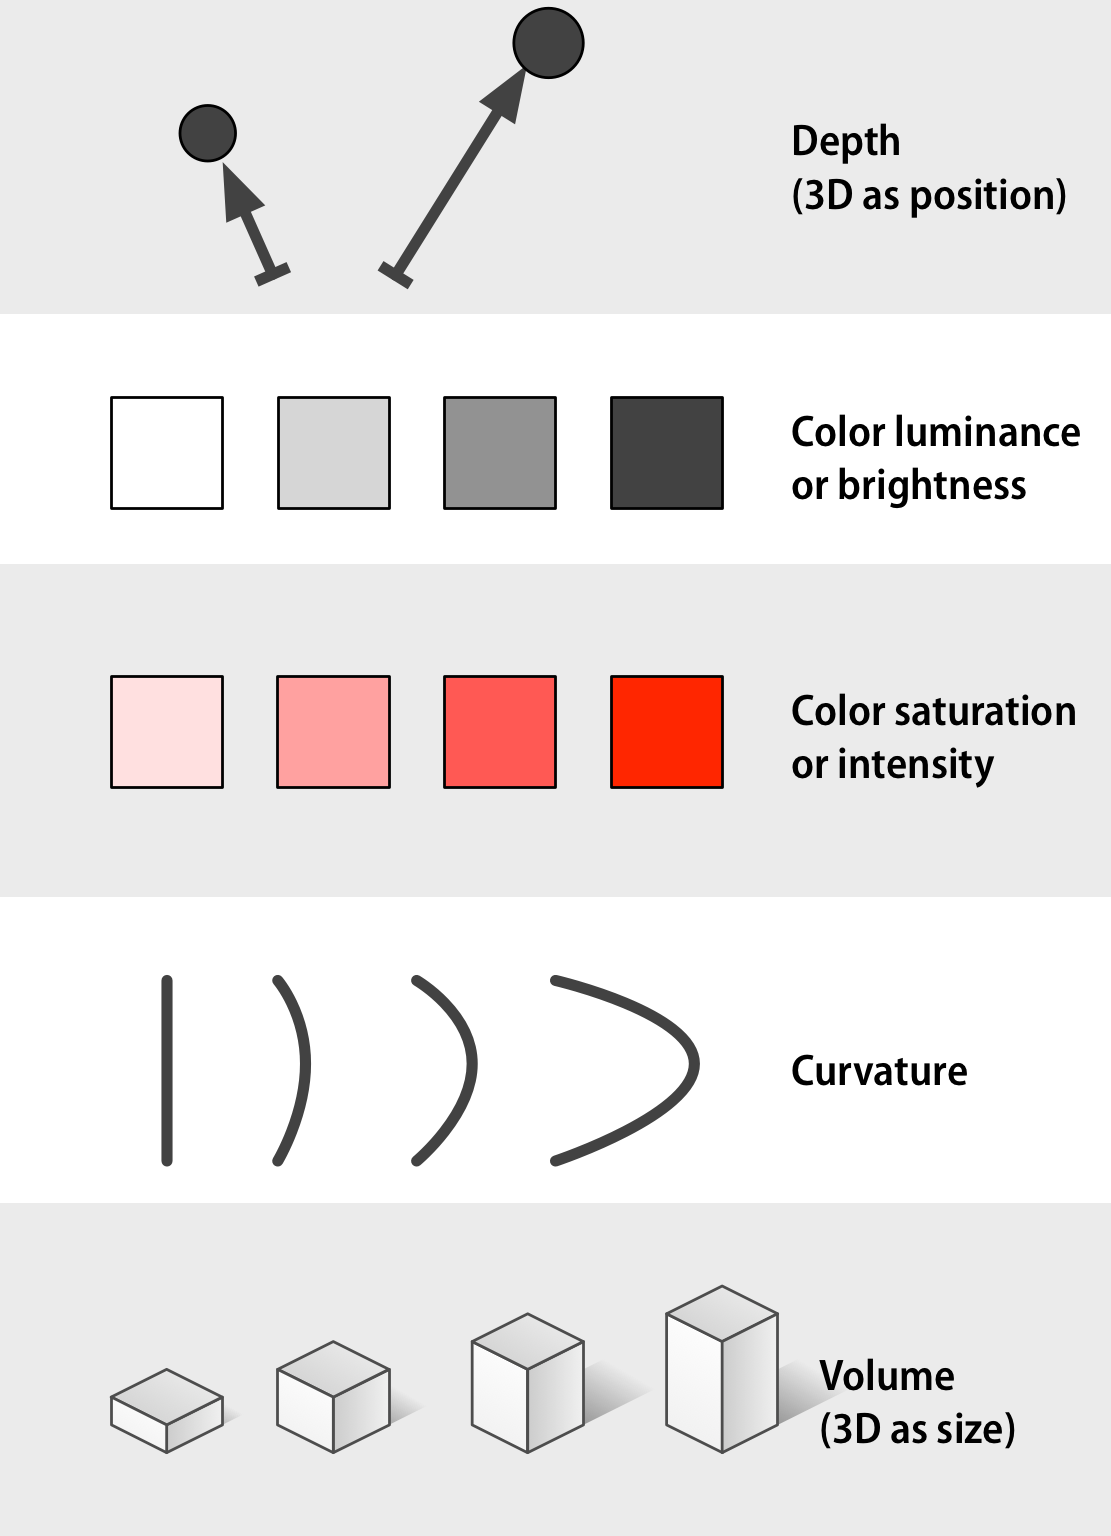 Depth
(3D as position)
Color luminance
or brightness
Color saturation
or intensity
Curvature
Volume
(3D as size)